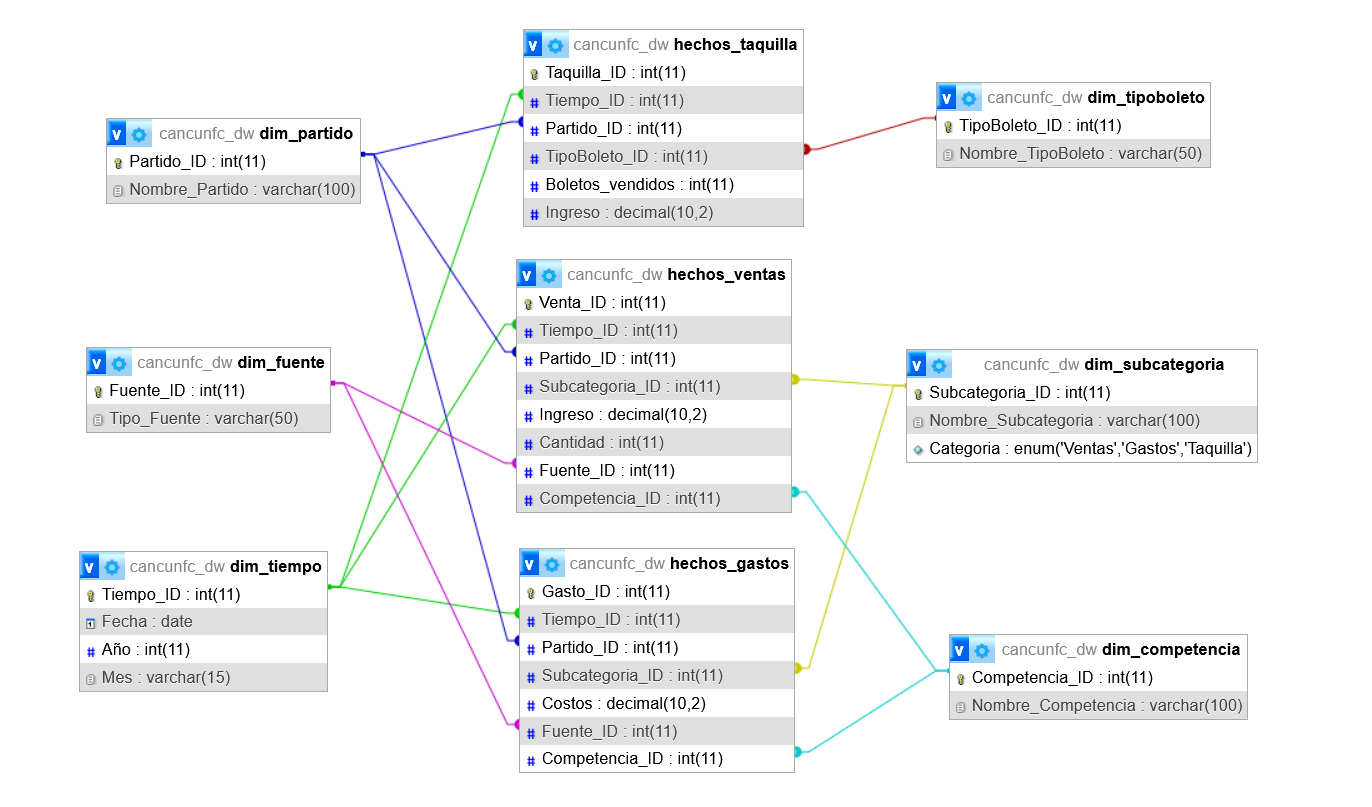 v cancunfc_dw hechos_taquilla
Taquilla_ID : int(11)
# Tiempo_ID : int(11)
# Partido_ID : int(11)
# TipoBoleto_ID : int(11)
# Boletos_vendidos : int(11)
# Ingreso : decimal(10,2)
v cancunfc_dw dim_tipoboleto
TipoBoleto_ID : int(11)
Nombre_TipoBoleto : varchar(50)
v cancunfc_dw dim_partido
Partido_ID : int(11)
Nombre_Partido : varchar(100)
v cancunfc_dw hechos_ventas
Venta_ID : int(11)
# Tiempo_ID : int(11)
# Partido_ID : int(11)
# Subcategoria_ID : int(11)
# Ingreso : decimal(10,2)
# Cantidad : int(11)
# Fuente_ID : int(11)
# Competencia_ID : int(11)
v cancunfc_dw dim_fuente
Fuente_ID : int(11)
Tipo_Fuente : varchar(50)
v cancunfc_dw dim_subcategoria
Subcategoria_ID : int(11)
Nombre_Subcategoria : varchar(100)
Categoria : enum('Ventas','Gastos','Taquilla')
v cancunfc_dw dim_tiempo
Tiempo_ID : int(11)
Fecha : date
# Año : int(11)
Mes : varchar(15)
v cancunfc_dw hechos_gastos
Gasto_ID : int(11)
# Tiempo_ID : int(11)
# Partido_ID : int(11)
# Subcategoria_ID : int(11)
# Costos : decimal(10,2)
# Fuente_ID : int(11)
# Competencia_ID : int(11)
v cancunfc_dw dim_competencia
Competencia_ID : int(11)
Nombre_Competencia : varchar(100)